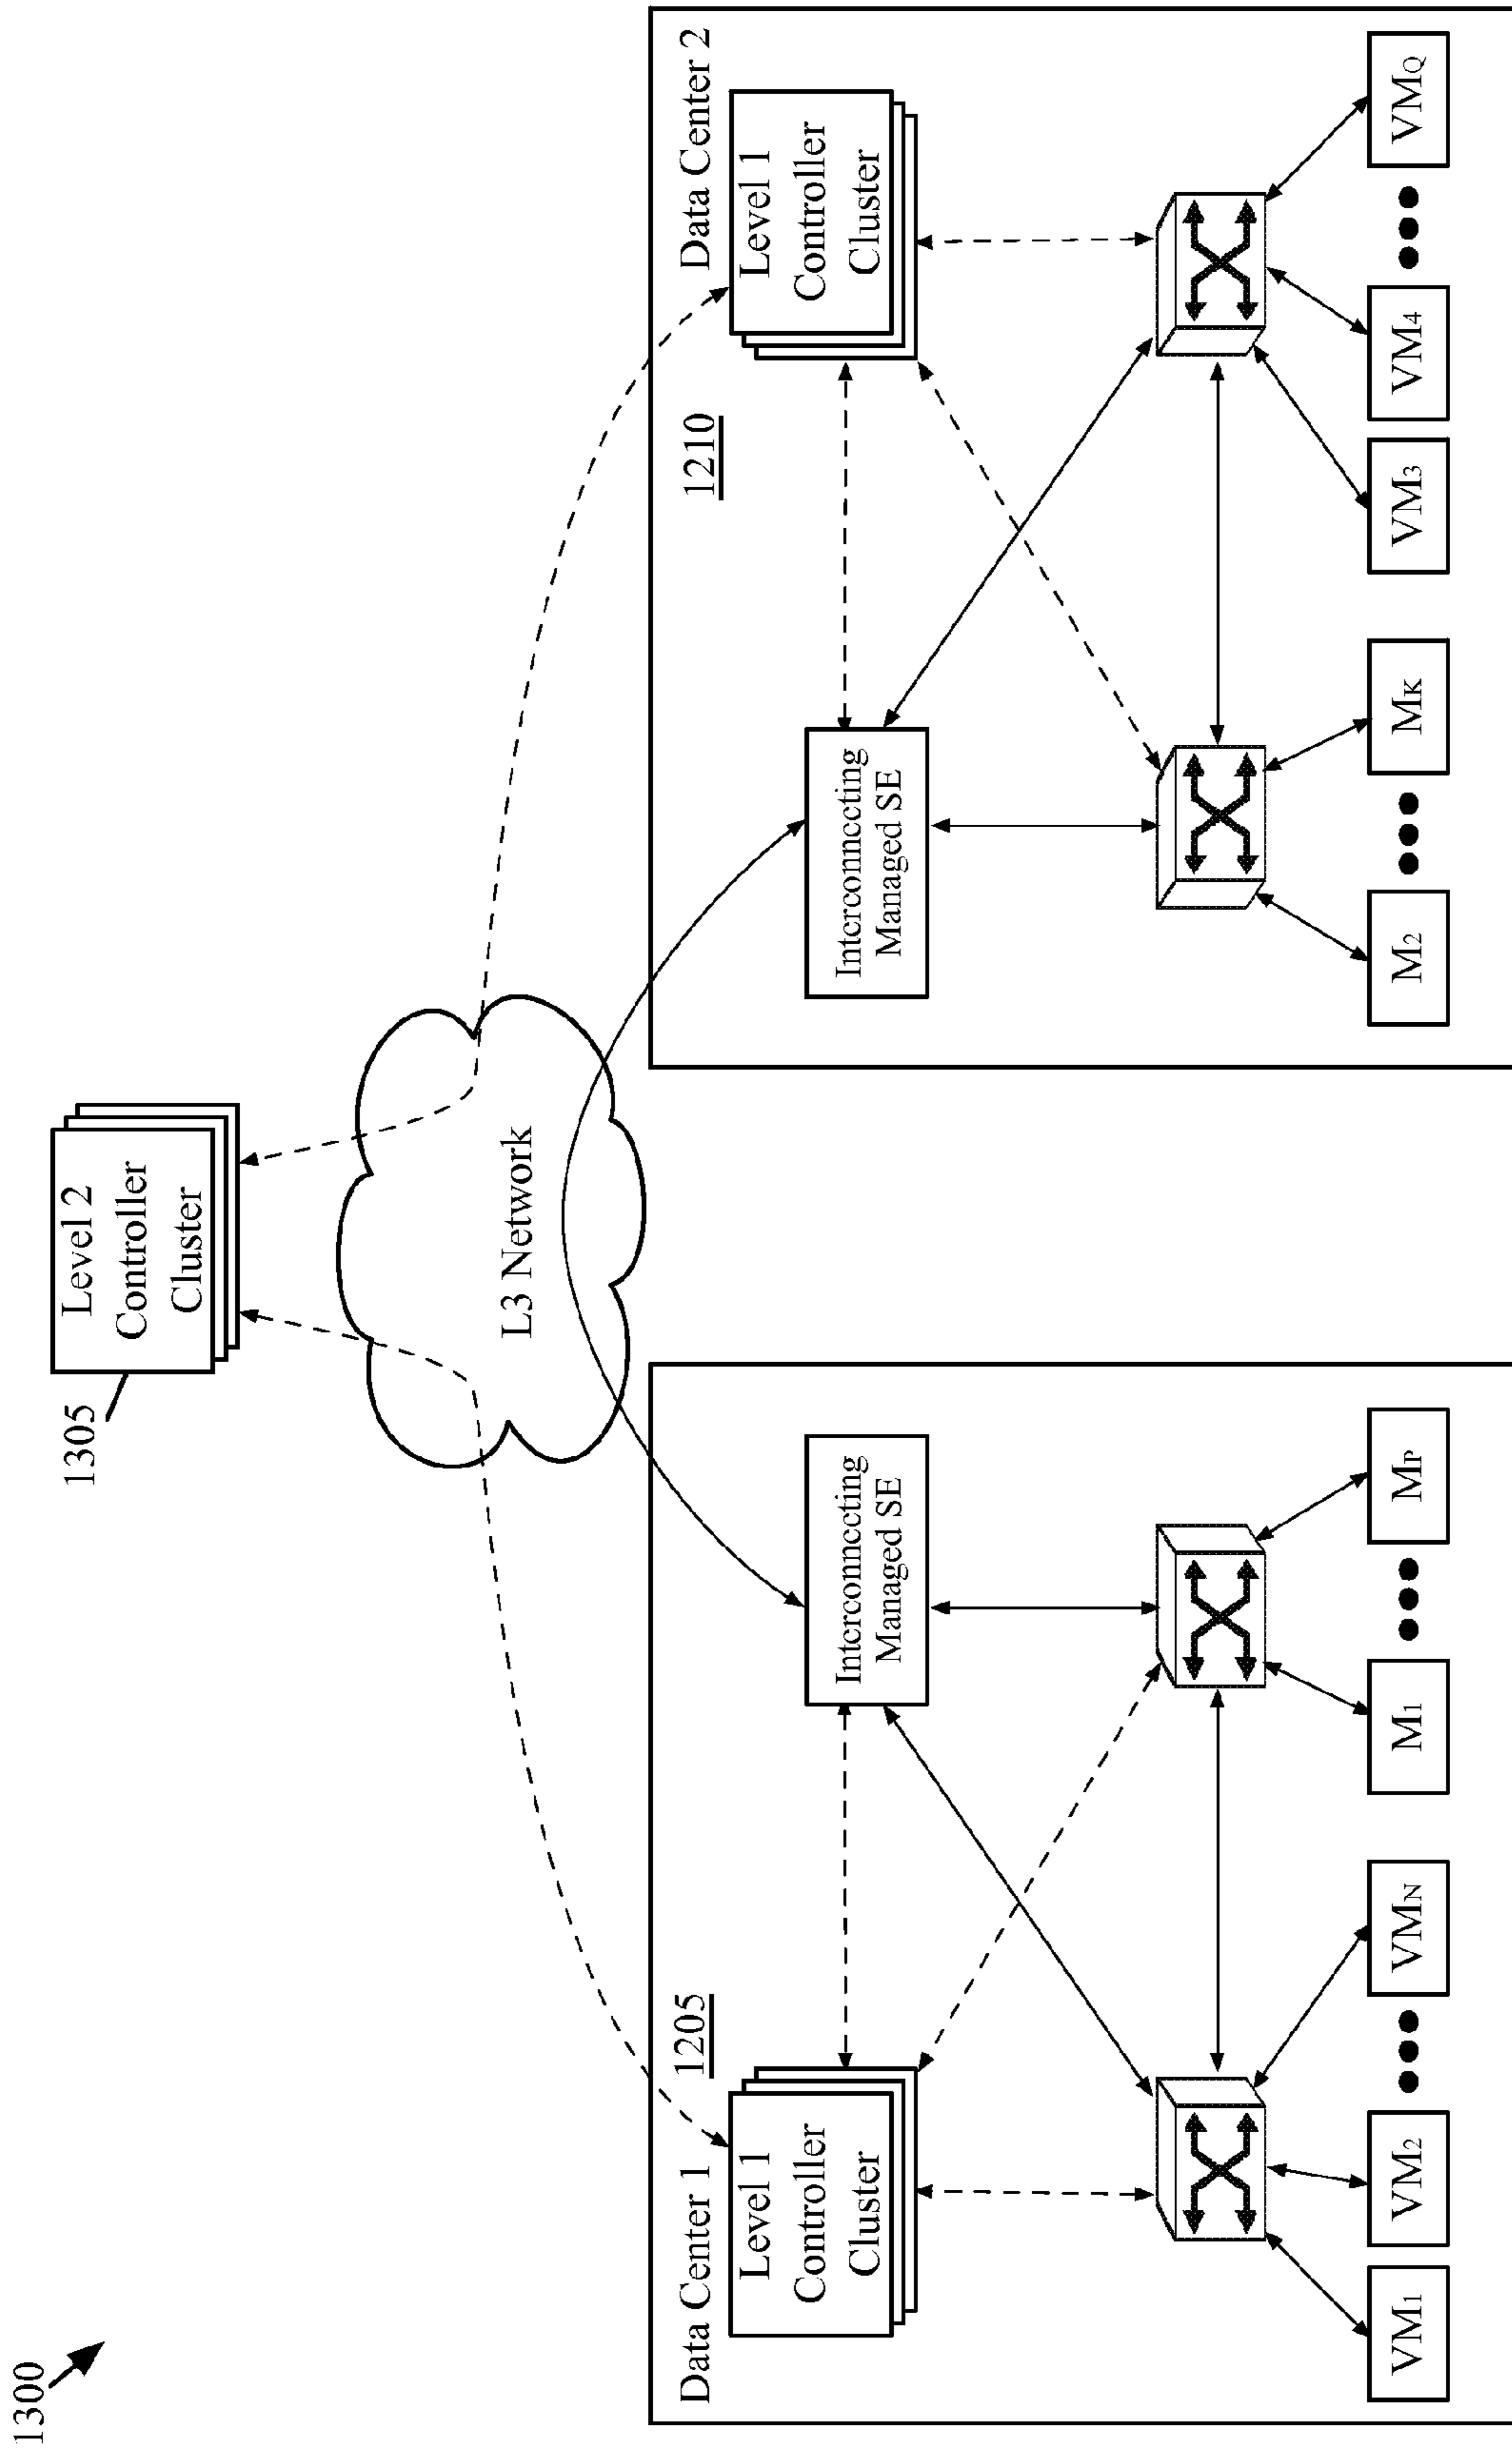 1300
1305
Level 2
Controller
Cluster
L3 Network
Data Center 1
1205
Level 1
Controller
Cluster
Interconnecting
Managed SE
VM1
VM2
VMN
M1
MP
1210
Data Center 2
Interconnecting
Managed SE
Level 1
Controller
Cluster
M2
MK
VM3
VM4
VMQ